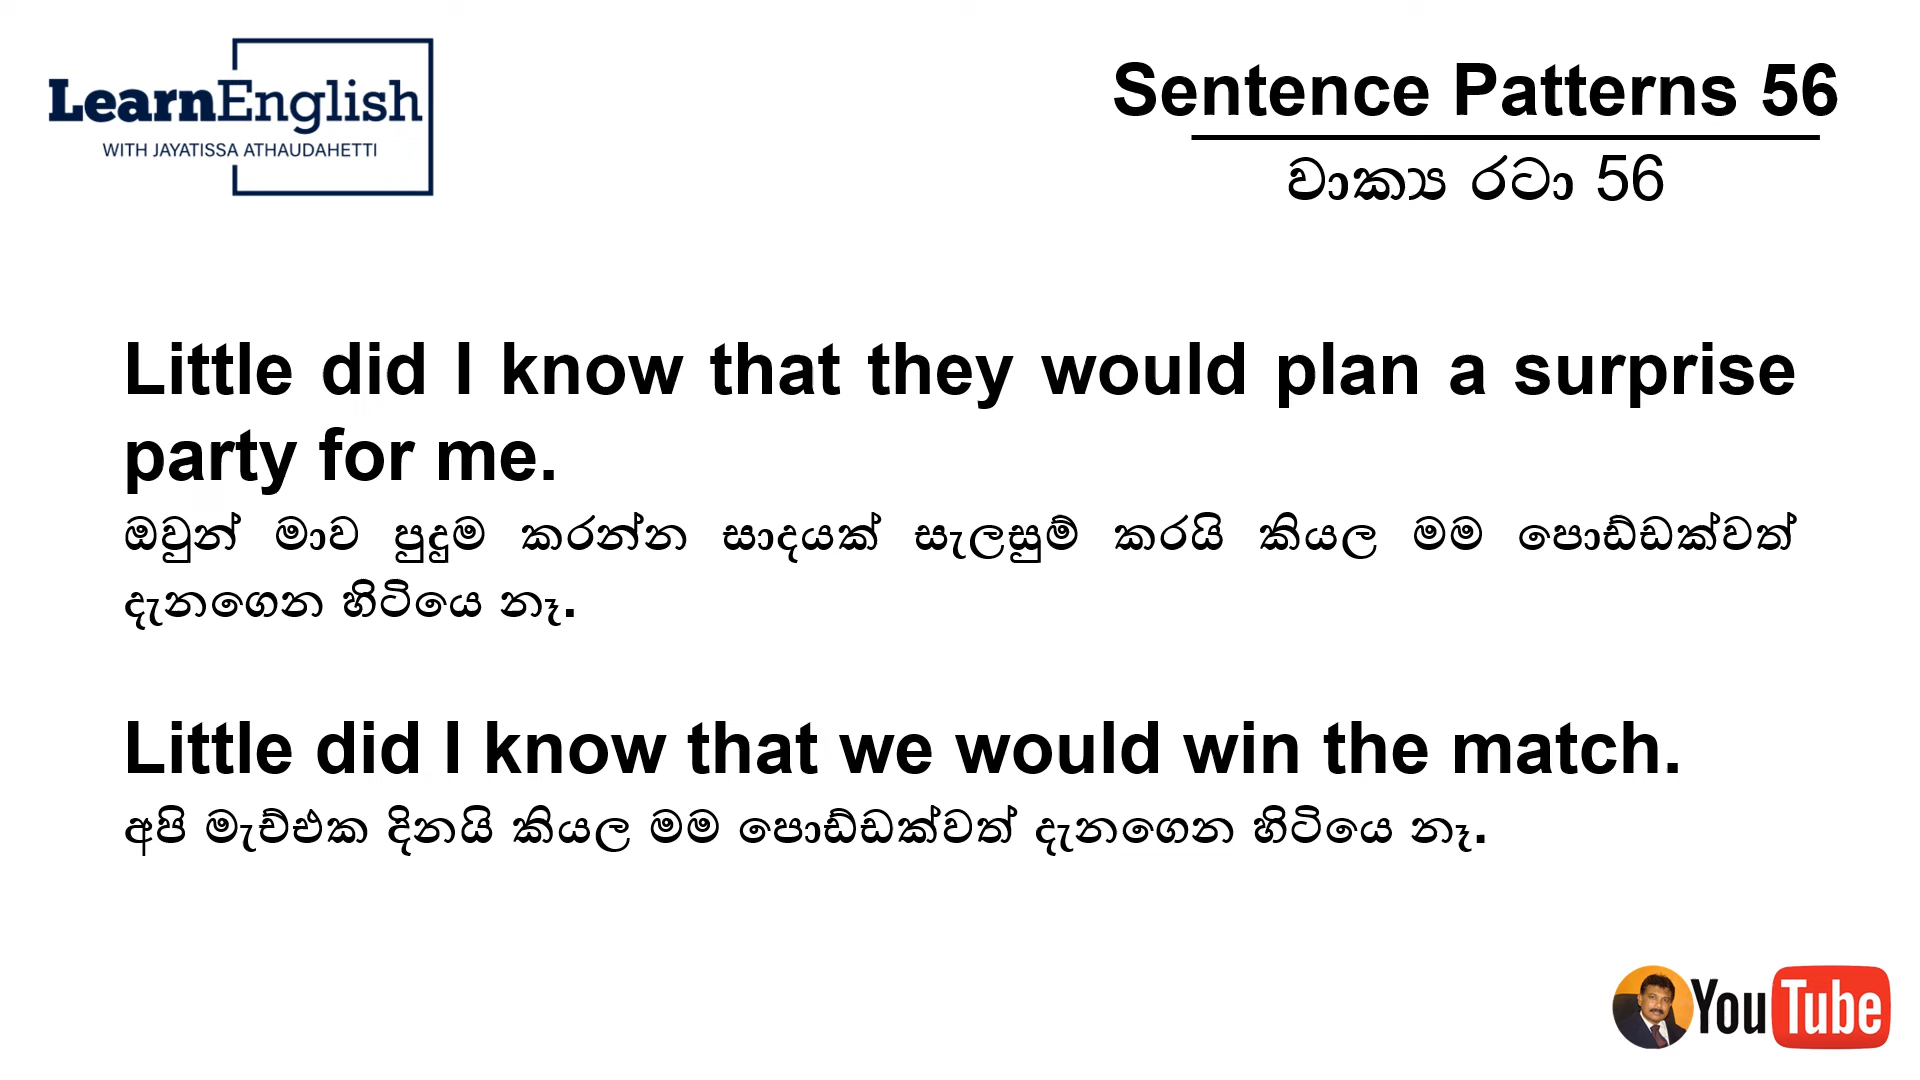 LearnEnglish
WITH JAYATISSA ATHAUDAHETTI
Sentence Patterns 56
වාක්‍ය රටා 56
Little did I know that they would plan a surprise
party for me.
ඔවුන් මාව පුදුම කරන්න සාදයක් සැලසුම් කරයි කියල මම පොඩ්ඩක්වත්
දැනගෙන හිටියෙ නෑ.
Little did I know that we would win the match.
අපි මැච්එක දිනයි කියල මම පොඩ්ඩක්වත් දැනගෙන හිටියෙ නෑ.
YouTube